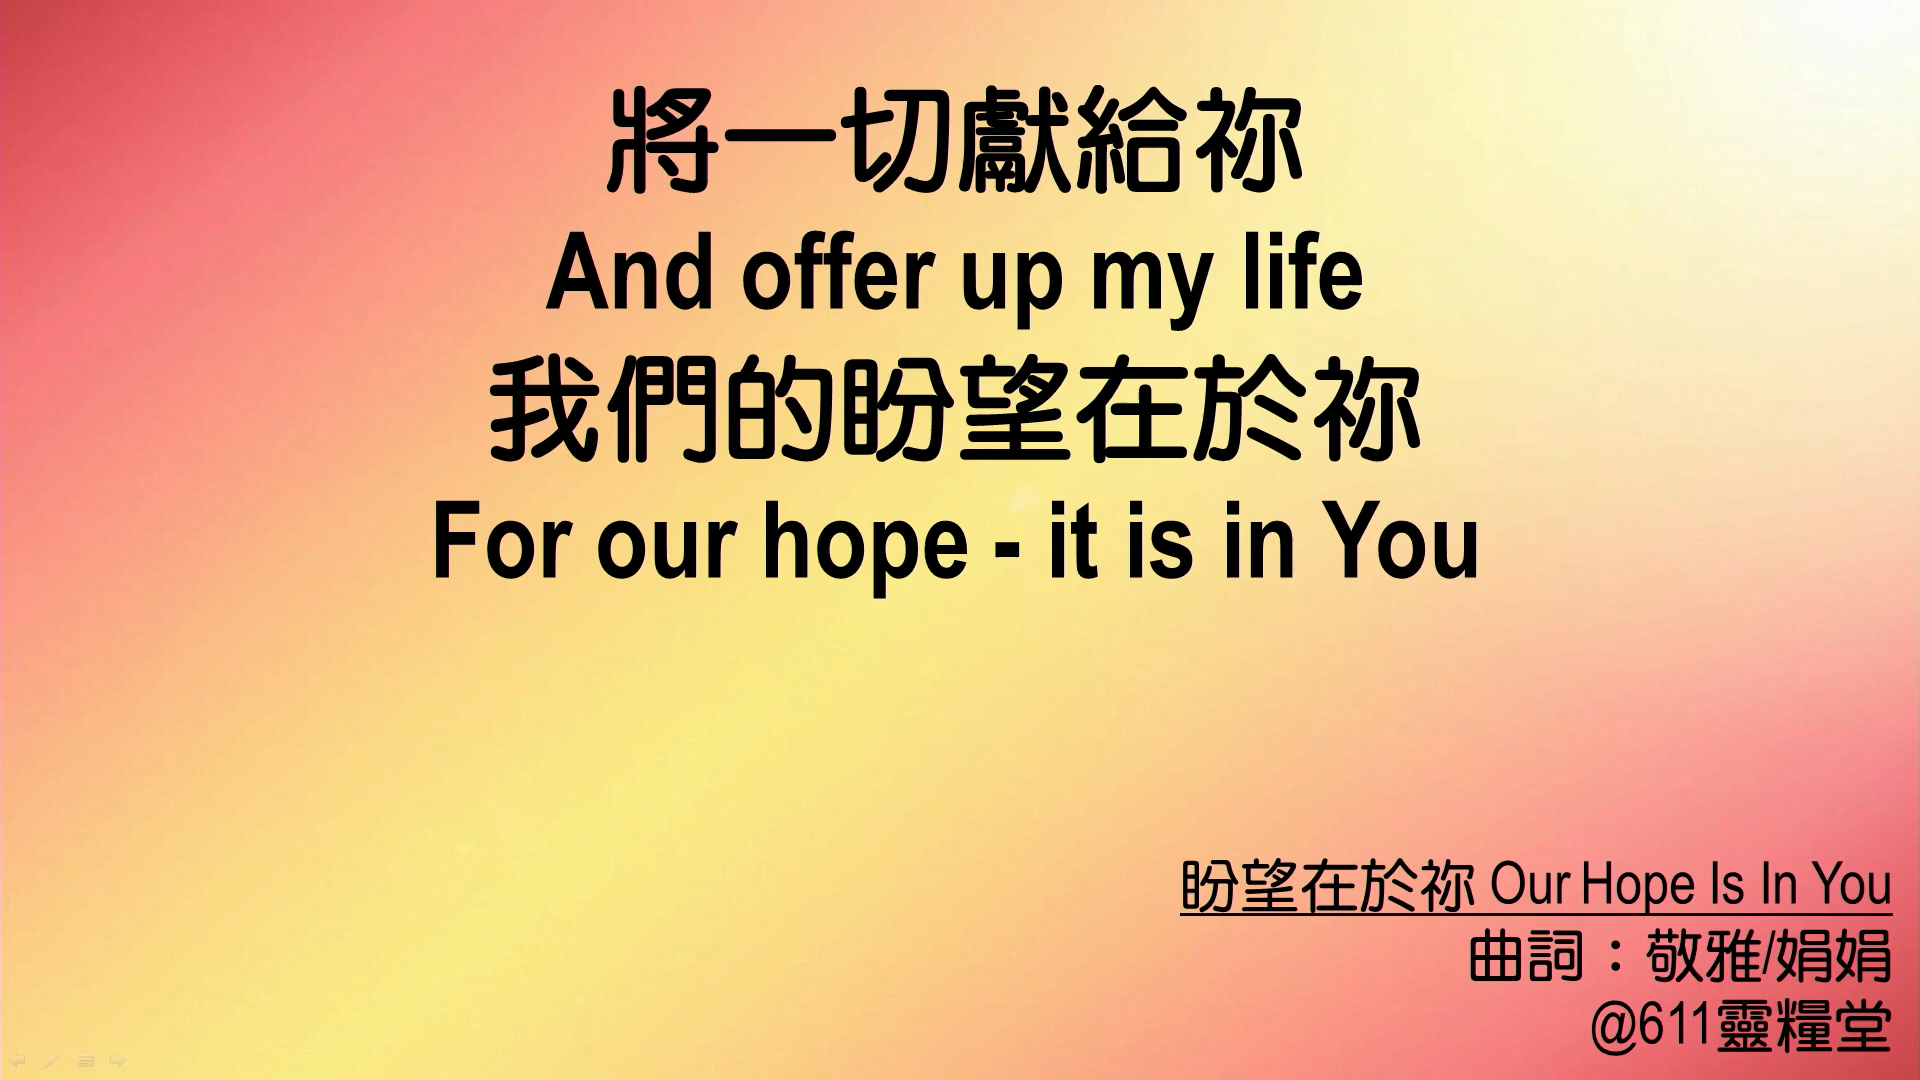 將一切獻給祢
And offer up my life
我們的盼望在於祢
For our hope - it is in You
盼望在於祢 Our Hope Is In You
曲詞：敬雅/娟娟
@611靈糧堂